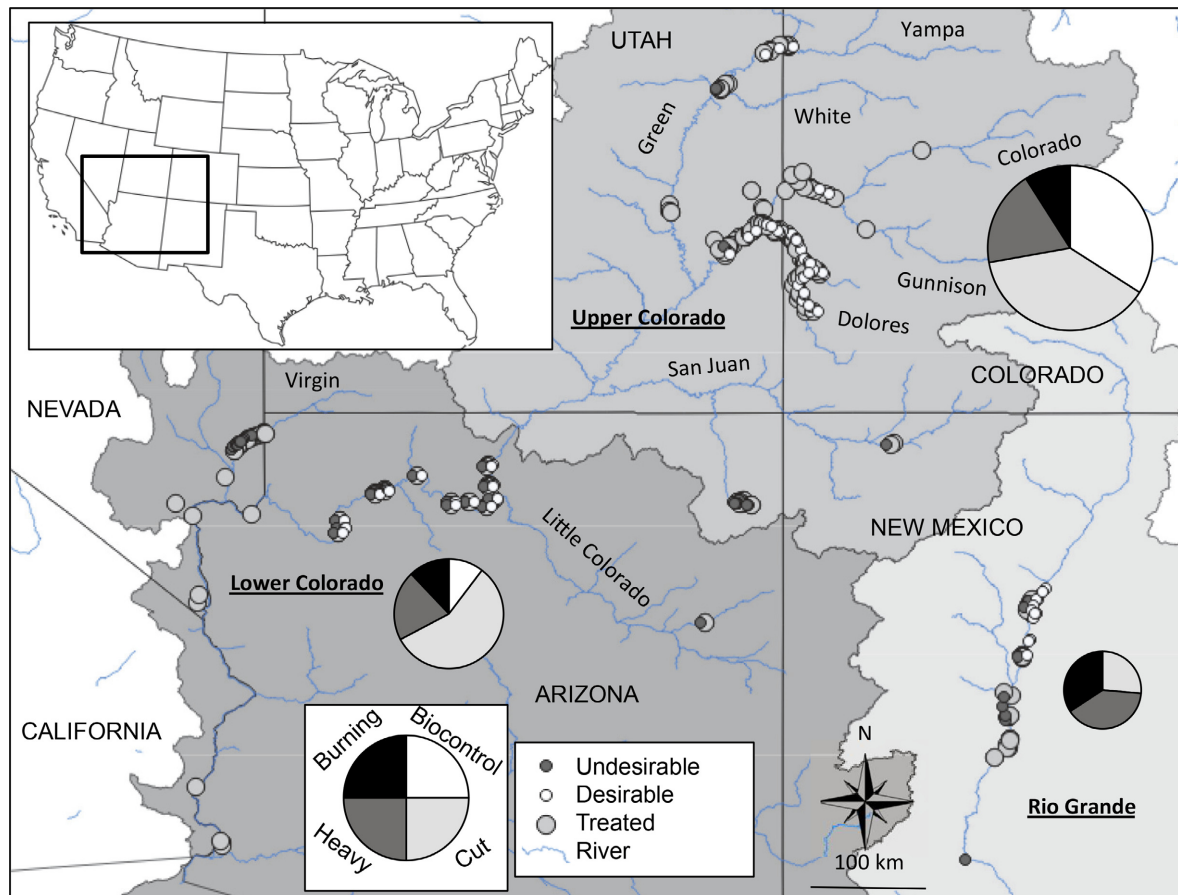 UTAH
Yampa
Green
White
Colorado
Gunnison
Upper Colorado
Dolores
San Juan
COLORADO
Virgin
NEVADA
NEW MEXICO
Little Colorado
Lower Colorado
ARIZONA
CALIFORNIA
Burning
Biocontrol
Heavy
Cut
Undesirable
Desirable
Treated
River
N
100 km
Rio Grande